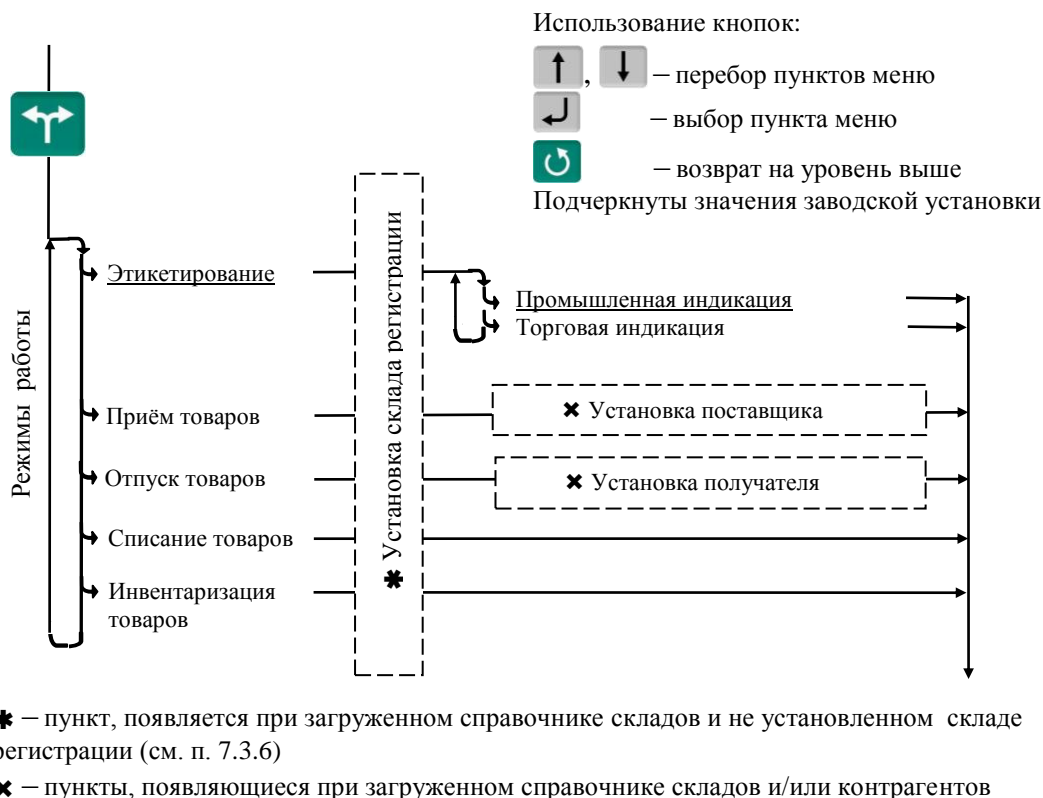 Использование кнопок:
, – перебор пунктов меню
– выбор пункта меню
– возврат на уровень выше
Подчеркнуты значения заводской установки
Режимы работы
Этикетирование
✱ Установка склада регистрации
Промышленная индикация
Торговая индикация
Приём товаров
✖ Установка поставщика
Отпуск товаров
✖ Установка получателя
Списание товаров
Инвентаризация
товаров
✱ – пункт, появляется при загруженном справочнике складов и не установленном складе
регистрации (см. п. 7.3.6)
✖ – пункты, появляющиеся при загруженном справочнике складов и/или контрагентов